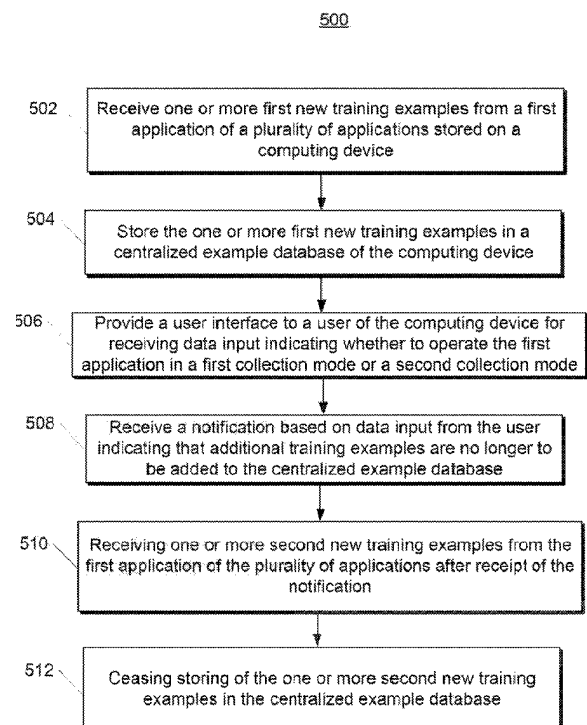 500
502
Receive one or more first new training examples from a first
application of a plurality of applications stored on a
computing device
504
Store the one or more first new training examples in a
centralized example database of the computing device
506
Provide a user interface to a user of the computing device for
receiving data input indicating whether to operate the first
application in a first collection mode or a second collection mode
508
Receive a notification based on data input from the user
indicating that additional training examples are no longer to
be added to the centralized example database
510
Receiving one or more second new training examples from the
first application of the plurality of applications after receipt of the
notification
512
Ceasing storing of the one or more second new training
examples in the centralized example database